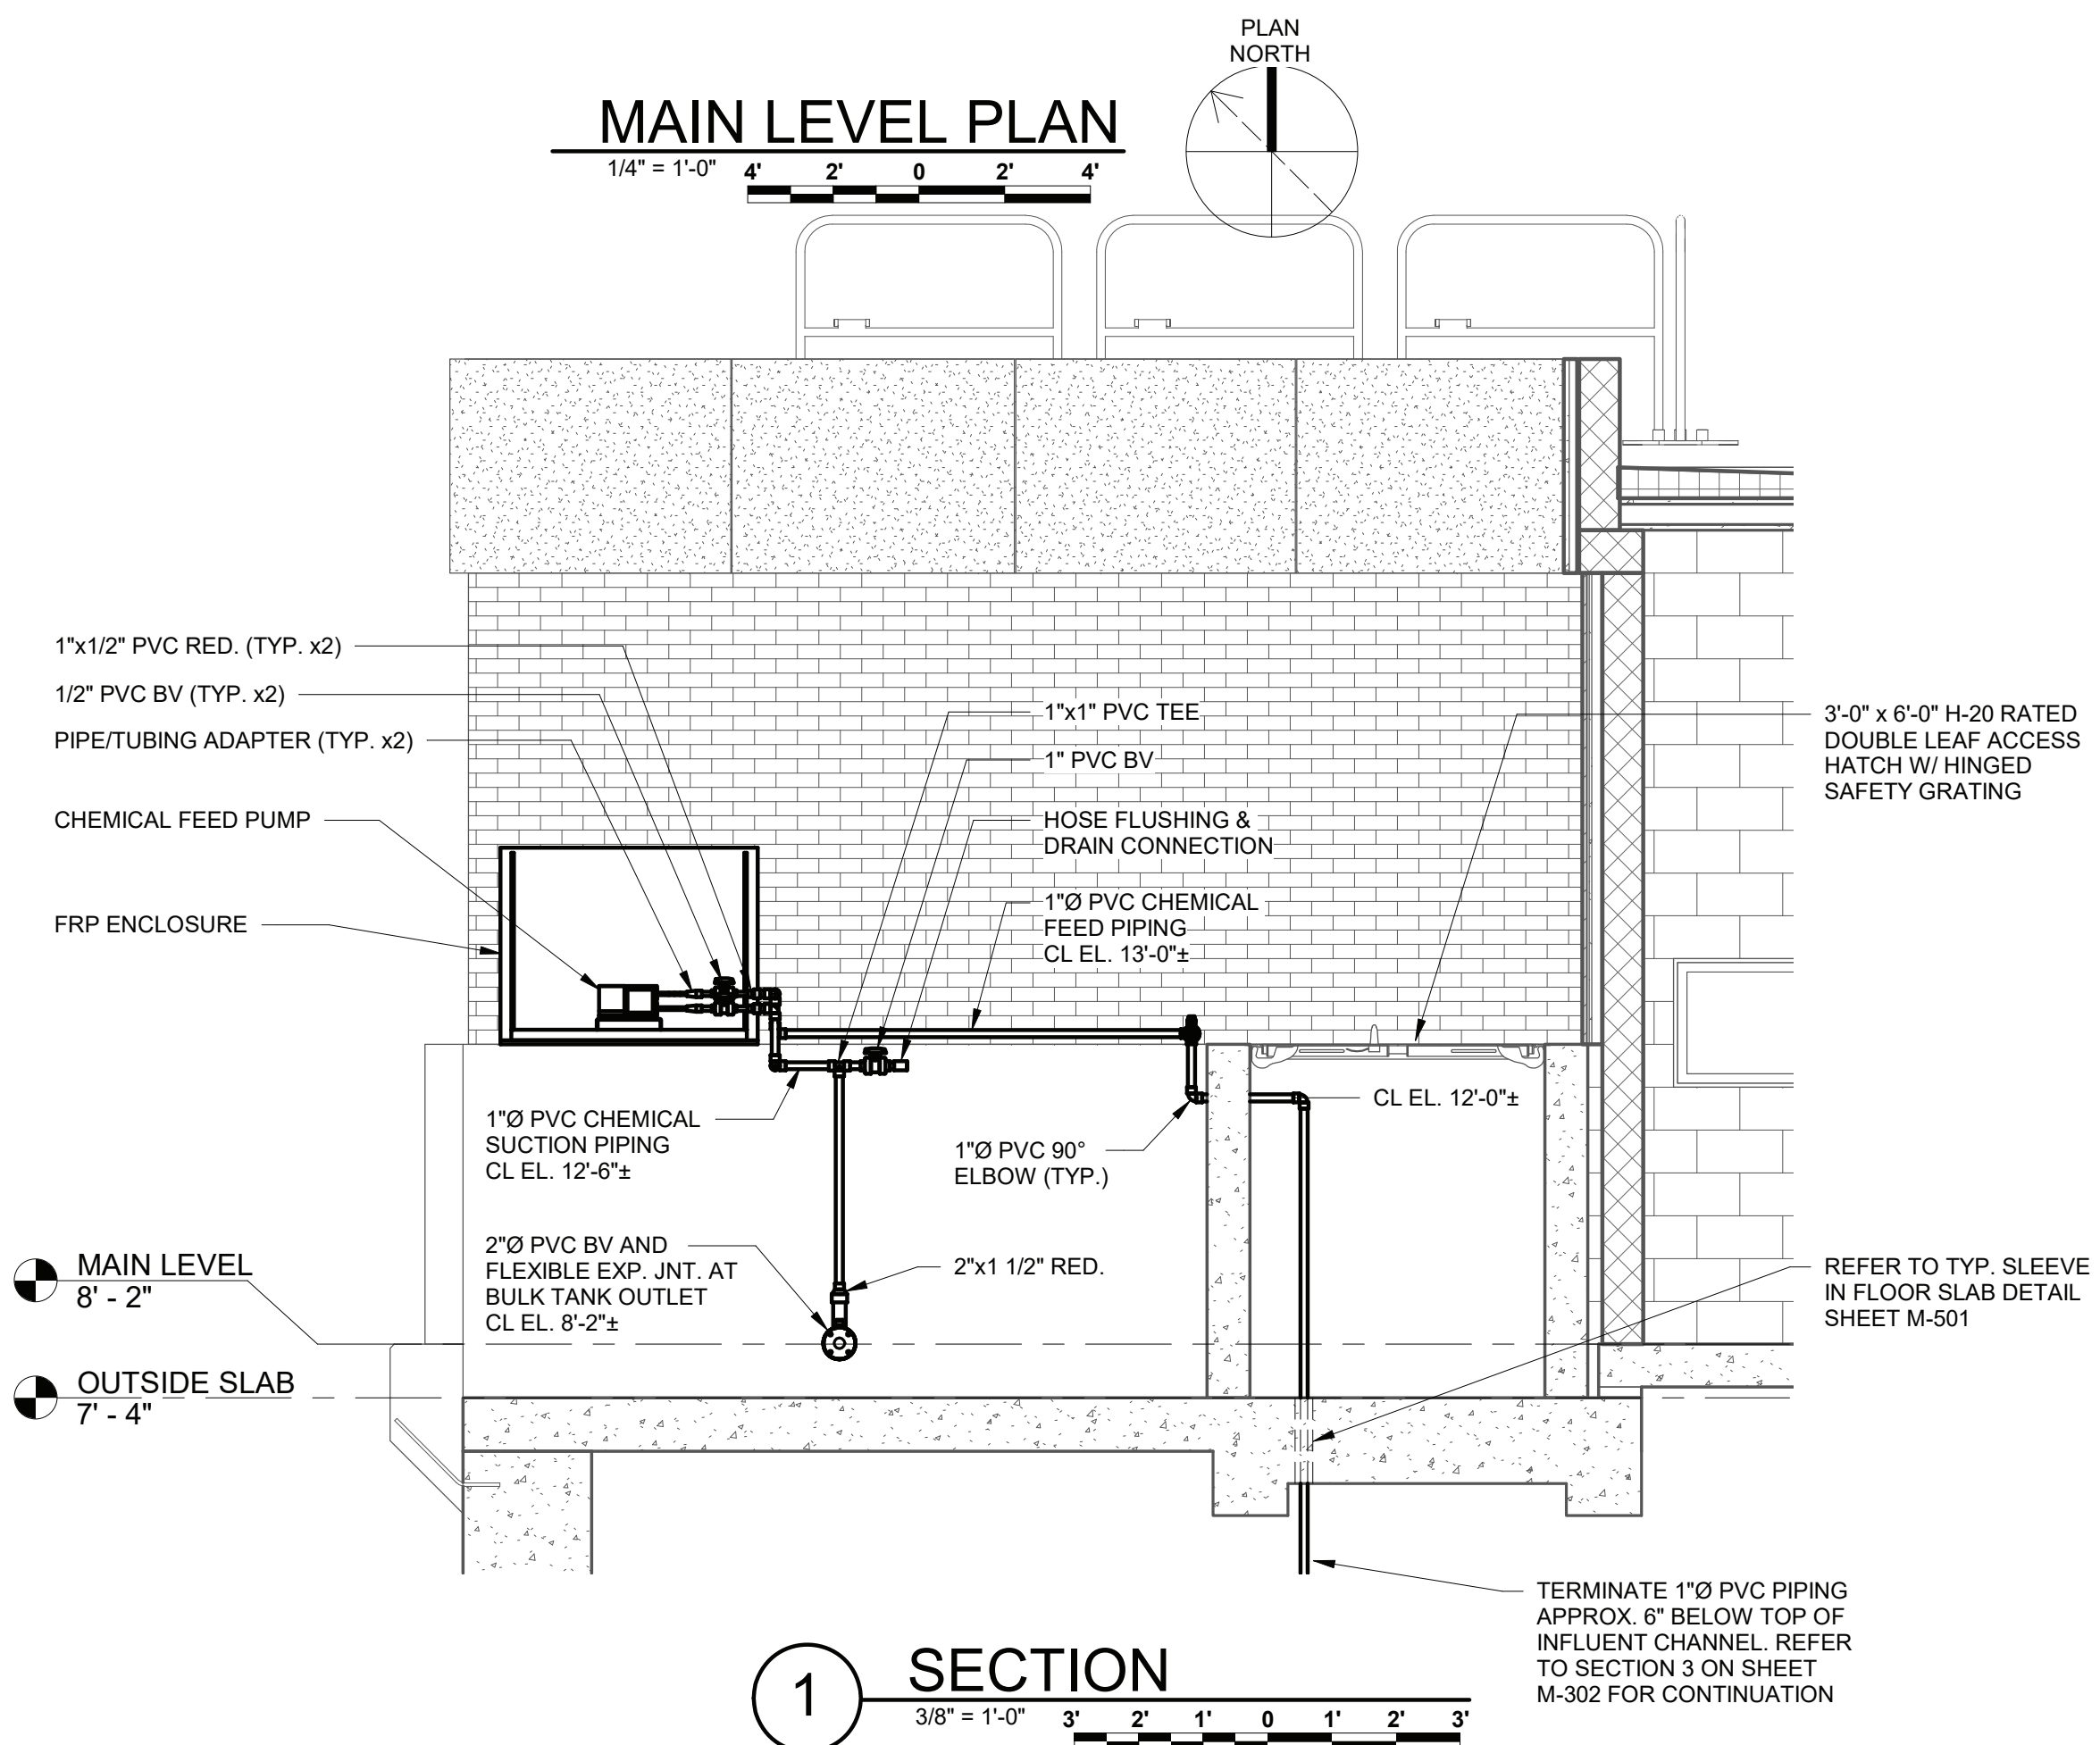 PLAN
NORTH
MAIN LEVEL PLAN
1/4" = 1'-0"
4' 2' 0 2' 4'
1"x1/2" PVC RED. (TYP. x2)
1/2" PVC BV (TYP. x2)
PIPE/TUBING ADAPTER (TYP. x2)
CHEMICAL FEED PUMP
FRP ENCLOSURE
1"x1" PVC TEE
1" PVC BV
HOSE FLUSHING &
DRAIN CONNECTION
1"Ø PVC CHEMICAL
FEED PIPING
CL EL. 13'-0"±
3'-0" x 6'-0" H-20 RATED
DOUBLE LEAF ACCESS
HATCH W/ HINGED
SAFETY GRATING
1"Ø PVC CHEMICAL
SUCTION PIPING
CL EL. 12'-6"±
1"Ø PVC 90°
ELBOW (TYP.)
CL EL. 12'-0"±
2"Ø PVC BV AND
FLEXIBLE EXP. JNT. AT
BULK TANK OUTLET
CL EL. 8'-2"±
2"x1 1/2" RED.
MAIN LEVEL
8' - 2"
OUTSIDE SLAB
7' - 4"
REFER TO TYP. SLEEVE
IN FLOOR SLAB DETAIL
SHEET M-501
TERMINATE 1"Ø PVC PIPING
APPROX. 6" BELOW TOP OF
INFLUENT CHANNEL. REFER
TO SECTION 3 ON SHEET
M-302 FOR CONTINUATION
1
SECTION
3/8" = 1'-0"
3' 2' 1' 0 1' 2' 3'